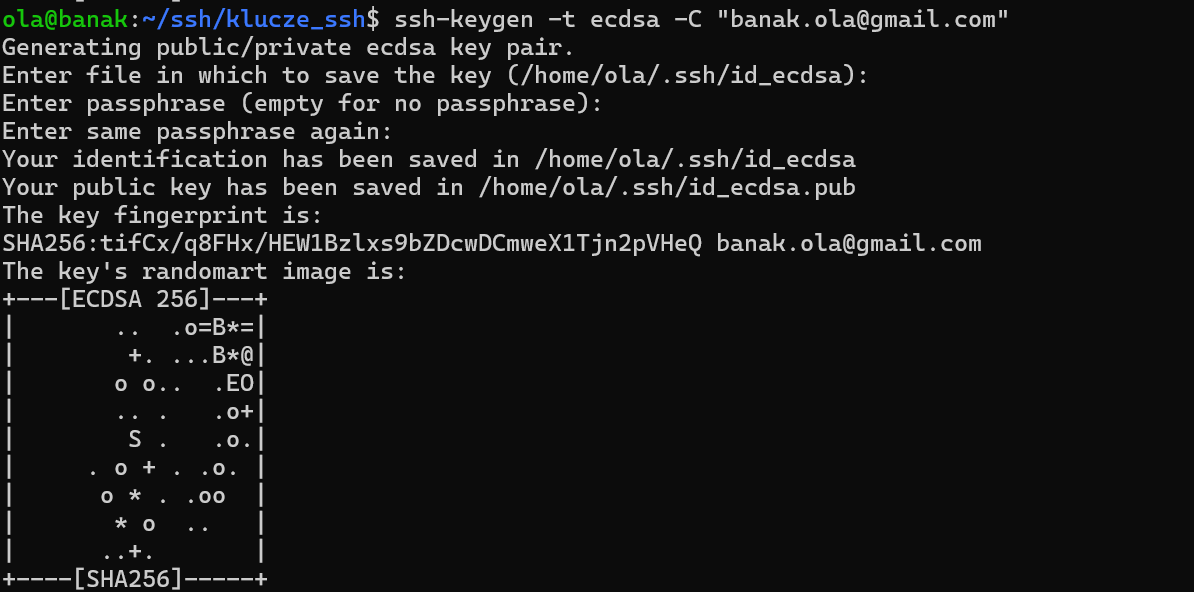 ola@banak:~/ssh/klucze_ssh$ ssh-keygen -t ecdsa -C "banak.ola@gmail.com"
Generating public/private ecdsa key pair.
Enter file in which to save the key (/home/ola/.ssh/id_ecdsa):
Enter passphrase (empty for no passphrase):
Enter same passphrase again:
Your identification has been saved in /home/ola/.ssh/id_ecdsa
Your public key has been saved in /home/ola/.ssh/id_ecdsa.pub
The key fingerprint is:
SHA256:tifCx/q8FHx/HEW1Bzlxs9bZDcwDCmweX1Tjn2pVHeQ banak.ola@gmail.com
The key's randomart image is:
+---[ECDSA 256]---+
|       ..  .o=B*=|
|        +. ...B*@|
|       o o..  .EO|
|       .. .   .o+|
|        S .   .o.|
|     . o + . .o. |
|      o * . .oo  |
|       * o  ..   |
|      ..+.       |
+----[SHA256]-----+